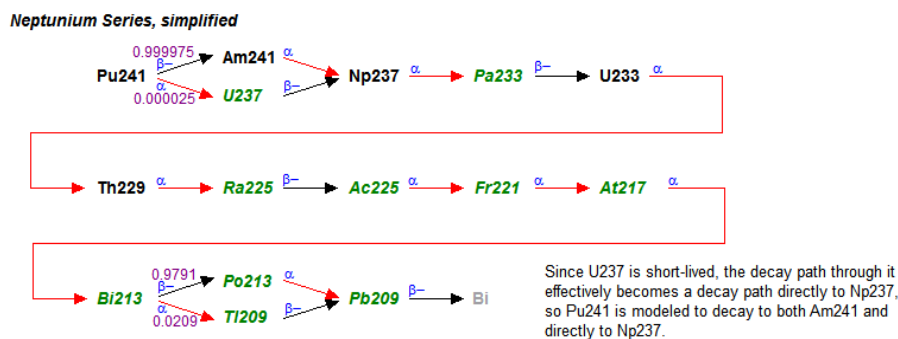 Neptunium Series, simplified
0.999975
β− Am241 α
Pu241 Np237 α Pa233 β− U233 α
α U237 β−
0.000025
Th229 α Ra225 β− Ac225 α Fr221 α At217 α
0.9791
β− Po213 α
Bi213 Pb209 β− Bi
α Tl209 β−
0.0209
Since U237 is short-lived, the decay path through it
effectively becomes a decay path directly to Np237,
so Pu241 is modeled to decay to both Am241 and
directly to Np237.